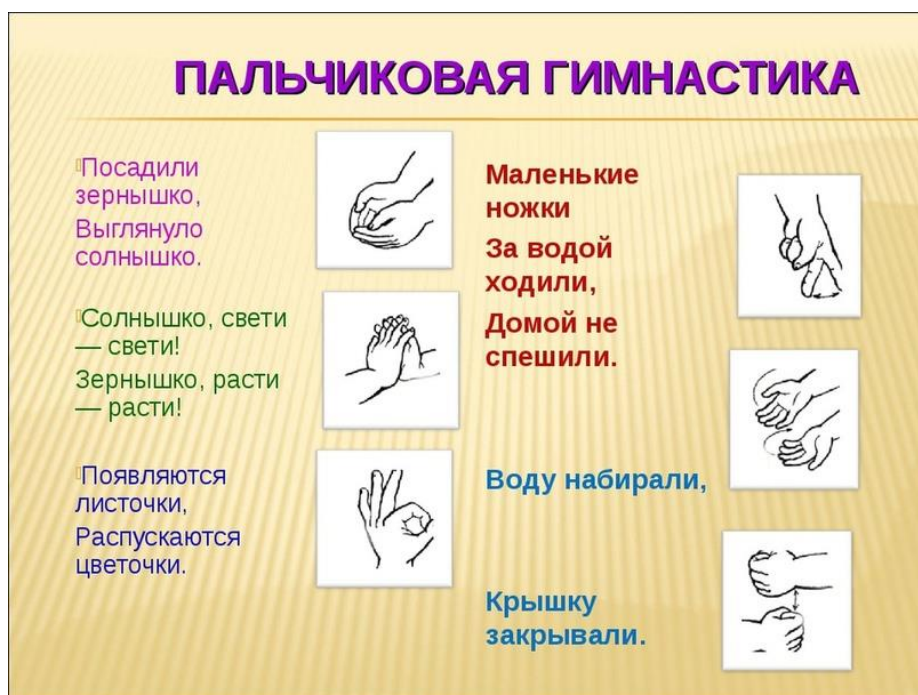 ПАЛЬЧИКОВАЯ ГИМНАСТИКА
Посадили
зернышко,
Выглянуло
солнышко.
Солнышко, свети
— свети!
Зернышко, расти
— расти!
Появляются
листочки,
Распускаются
цветочки.
Маленькие
ножки
За водой
ходили,
Домой не
спешили.
Воду набирали,
Крышку
закрывали.